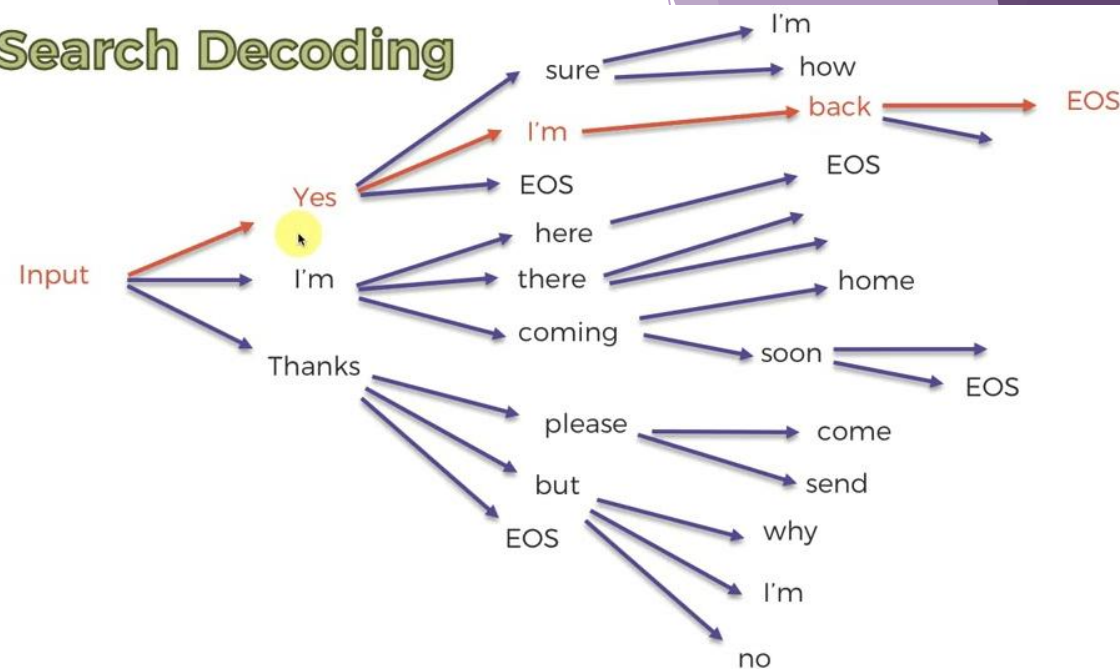 Search Decoding
I'm
sure
how
back
EOS
I'm
EOS
EOS
Yes
here
Input
I'm
there
home
coming
soon
Thanks
EOS
please
come
but
send
EOS
why
I'm
no